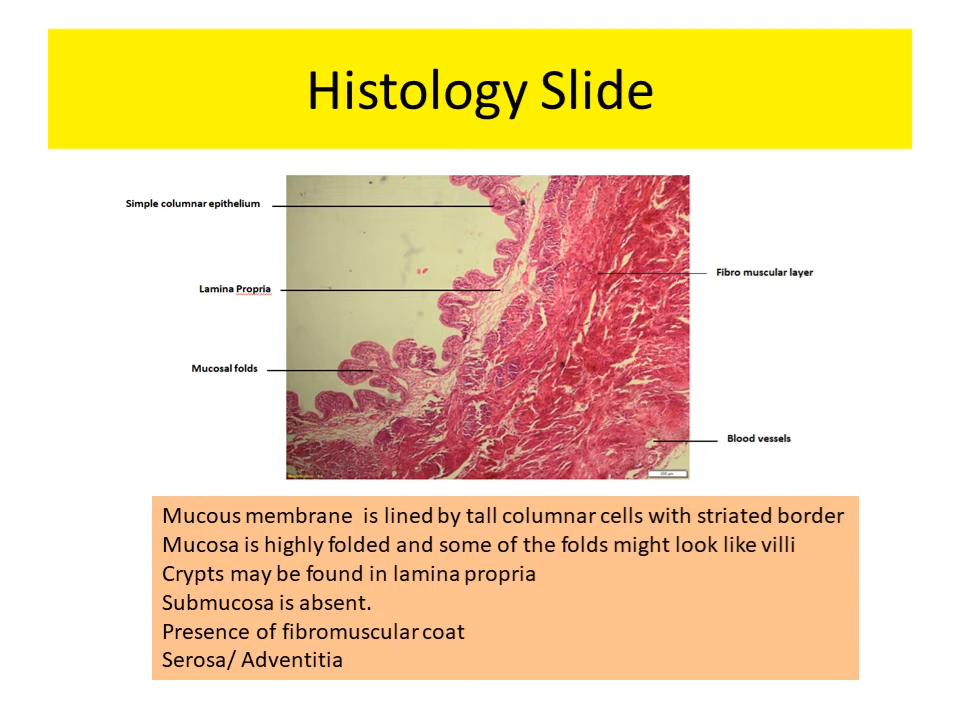 Histology Slide
Simple columnar epithelium
Lamina Propria
Fibro muscular layer
Mucosal folds
Blood vessels
Mucous membrane is lined by tall columnar cells with striated border
Mucosa is highly folded and some of the folds might look like villi
Crypts may be found in lamina propria
Submucosa is absent.
Presence of fibromuscular coat
Serosa/ Adventitia